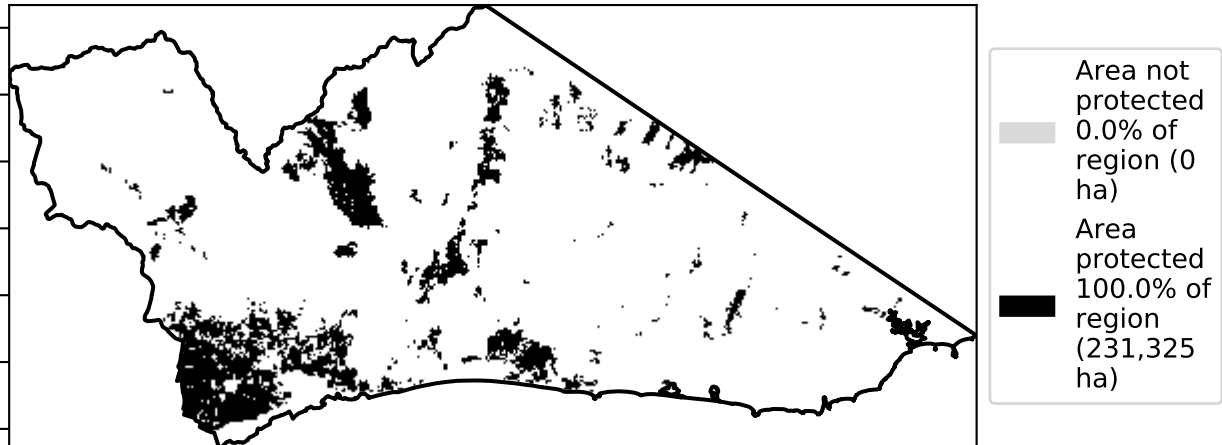 Area not
protected
0.0% of
region (0
ha)
Area
protected
100.0% of
region
(231,325
ha)